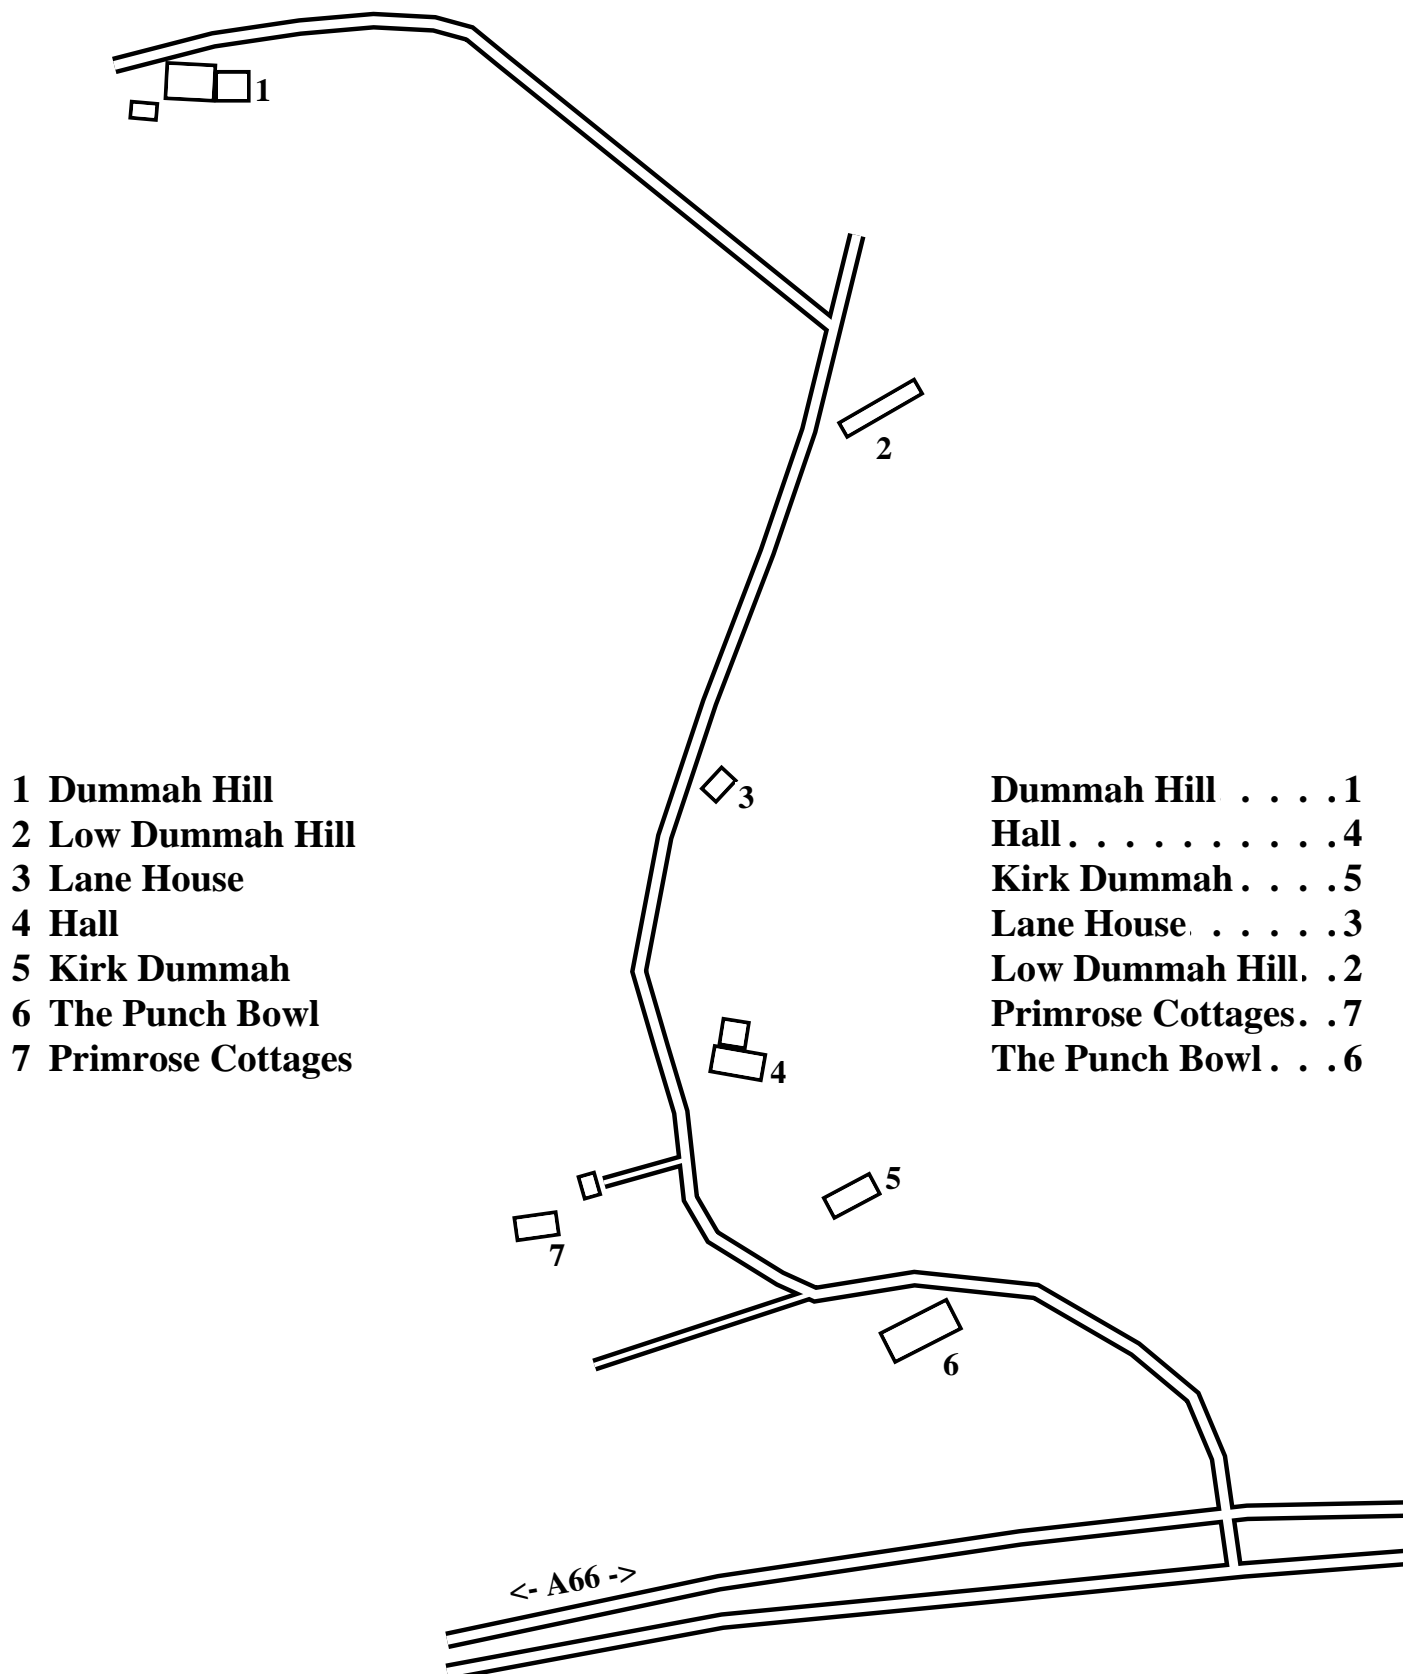 1
2
3
1 Dummah Hill
2 Low Dummah Hill
3 Lane House
4 Hall
5 Kirk Dummah
6 The Punch Bowl
7 Primrose Cottages
Dummah Hill . . . . 1
Hall . . . . . . . . . . 4
Kirk Dummah . . . . 5
Lane House . . . . . . 3
Low Dummah Hill . . 2
Primrose Cottages . . 7
The Punch Bowl . . . 6
4
5
7
6
<- A66 ->